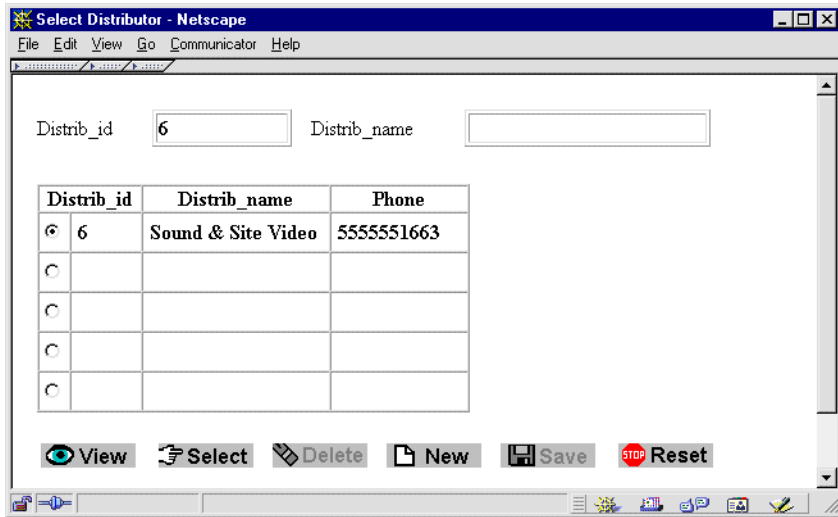 Select Distributor - Netscape
File Edit View Go Communicator Help
Distrib_id 6 Distrib_name
Distrib_id Distrib_name Phone
6 Sound & Site Video 5555551663
View Select Delete New Save STOP Reset